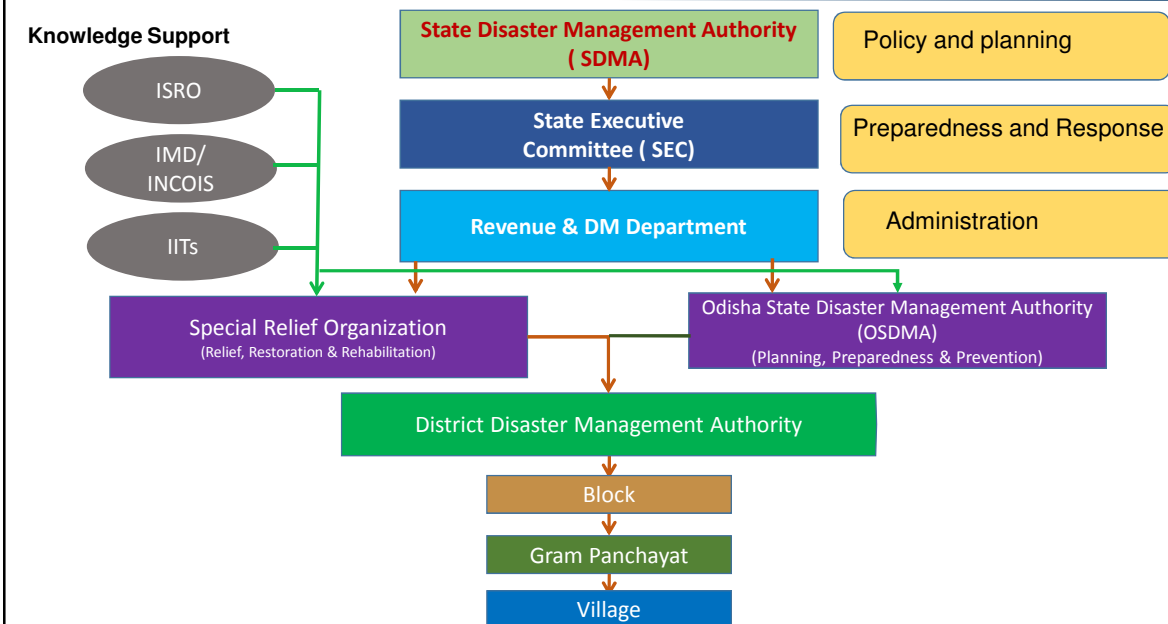 Knowledge Support
ISRO
IMD/
INCOIS
IITs
State Disaster Management Authority
( SDMA)
Policy and planning
State Executive
Committee ( SEC)
Preparedness and Response
Revenue & DM Department
Administration
Special Relief Organization
(Relief, Restoration & Rehabilitation)
Odisha State Disaster Management Authority
(OSDMA)
(Planning, Preparedness & Prevention)
District Disaster Management Authority
Block
Gram Panchayat
Village